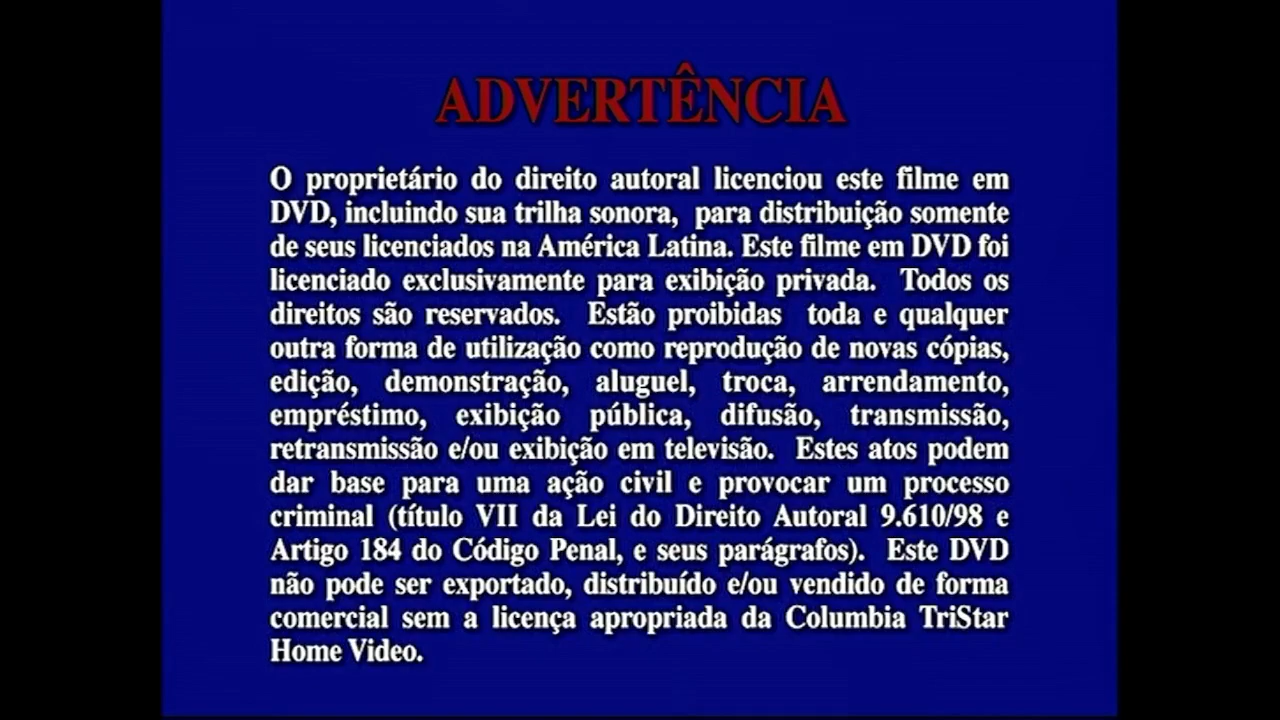 ADVERTÊNCIA
O proprietário do direito autoral licenciou este filme em
DVD, incluindo sua trilha sonora, para distribuição somente
de seus licenciados na América Latina. Este filme em DVD foi
licenciado exclusivamente para exibição privada. Todos os
direitos são reservados. Estão proibidas toda e qualquer
outra forma de utilização como reprodução de novas cópias,
edição, demonstração, aluguel, troca, arrendamento,
empréstimo, exibição pública, difusão, transmissão,
retransmissão e/ou exibição em televisão. Estes atos podem
dar base para uma ação civil e provocar um processo
criminal (título VII da Lei do Direito Autoral 9.610/98 e
Artigo 184 do Código Penal, e seus parágrafos). Este DVD
não pode ser exportado, distribuído e/ou vendido de forma
comercial sem a licença apropriada da Columbia TriStar
Home Video.